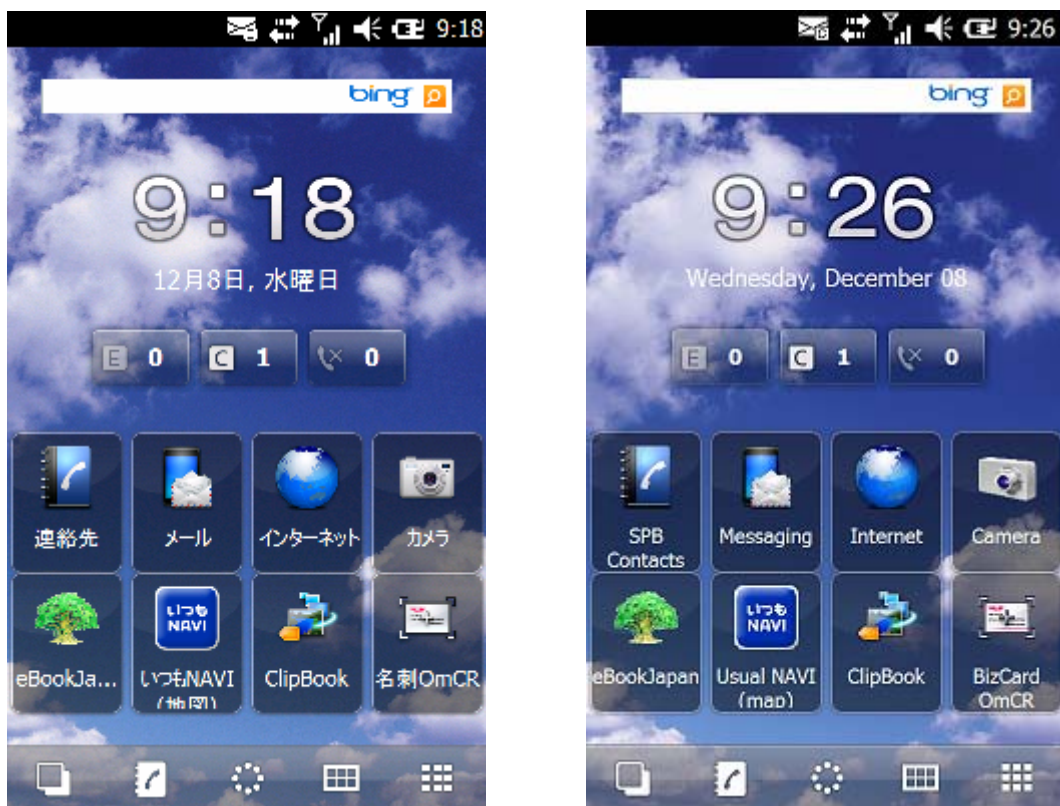 9:18
bing
9:18
12月8日, 水曜日
E 0 C 1 0
連絡先 メール インターネット カメラ
いつも
NAVI
eBookJa... いつもNAVI ClipBook 名刺OmCR
(地図)
9:26
bing
9:26
Wednesday, December 08
E 0 C 1 0
SPB Messaging Internet Camera
Contacts
いつも
NAVI
eBookJapan Usual NAVI ClipBook BizCard
(map) OmCR